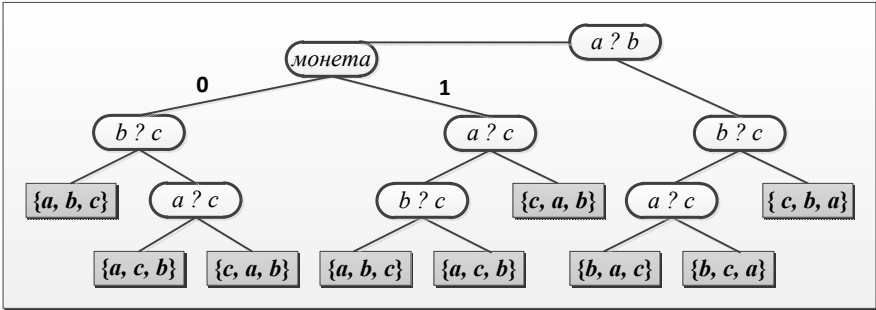 a ? b
монета
0
1
b ? c
a ? c
b ? c
{a, b, c}
a ? c
b ? c
{c, a, b}
a ? c
{ c, b, a}
{a, c, b}
{c, a, b}
{a, b, c}
{a, c, b}
{b, a, c}
{b, c, a}